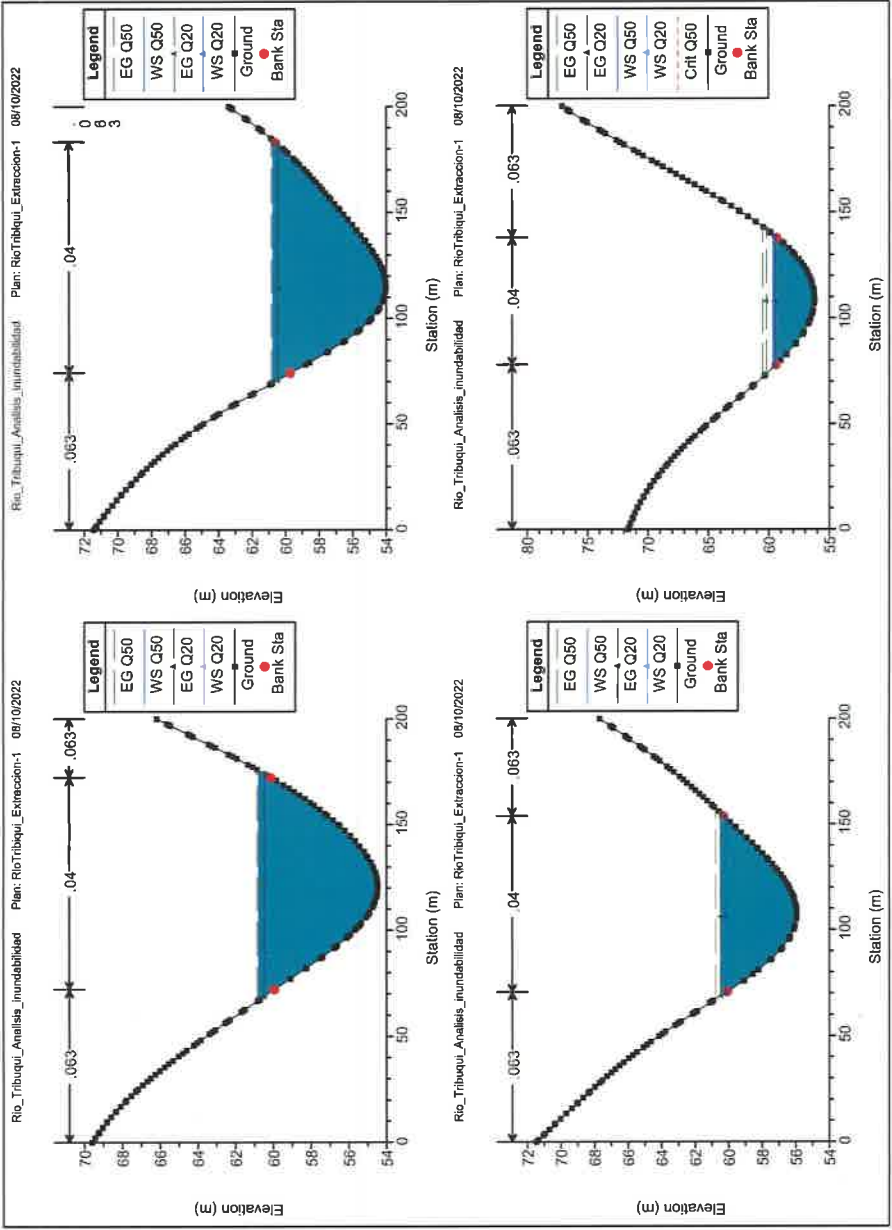 Rio_Tribuqui_Analisis_inundabilidad Plan: RioTribiqui_Extraccion-1 08/10/2022
.063
.04
.063
Legend
EG Q50
WS Q50
EG Q20
WS Q20
Ground
Bank Sta
70
68
66
64
62
60
58
56
54
Elevation (m)
0
50
100
150
200
Station (m)
Rio_Tribuqui_Analisis_inundabilidad Plan: RioTribiqui_Extraccion-1 08/10/2022
.063
.04
.
0
6
3
Legend
EG Q50
WS Q50
EG Q20
WS Q20
Ground
Bank Sta
72
70
68
66
64
62
60
58
56
54
Elevation (m)
0
50
100
150
200
Station (m)
Rio_Tribuqui_Analisis_inundabilidad Plan: RioTribiqui_Extraccion-1 08/10/2022
.063
.04
.063
Legend
EG Q50
WS Q50
EG Q20
WS Q20
Ground
Bank Sta
72
70
68
66
64
62
60
58
56
54
Elevation (m)
0
50
100
150
200
Station (m)
Rio_Tribuqui_Analisis_inundabilidad Plan: RioTribiqui_Extraccion-1 08/10/2022
.063
.04
.063
Legend
EG Q50
EG Q20
WS Q50
WS Q20
Crit Q50
Ground
Bank Sta
80
70
65
60
55
Elevation (m)
0
50
100
150
200
Station (m)